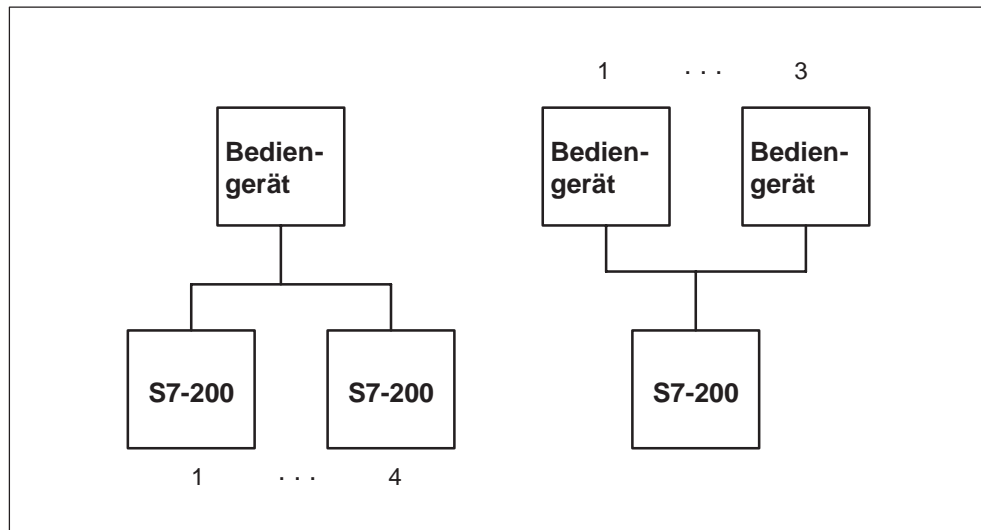 1 . . . 3
Bedien-
gerät
Bedien-
gerät
Bedien-
gerät
S7-200
S7-200
S7-200
1 . . . 4